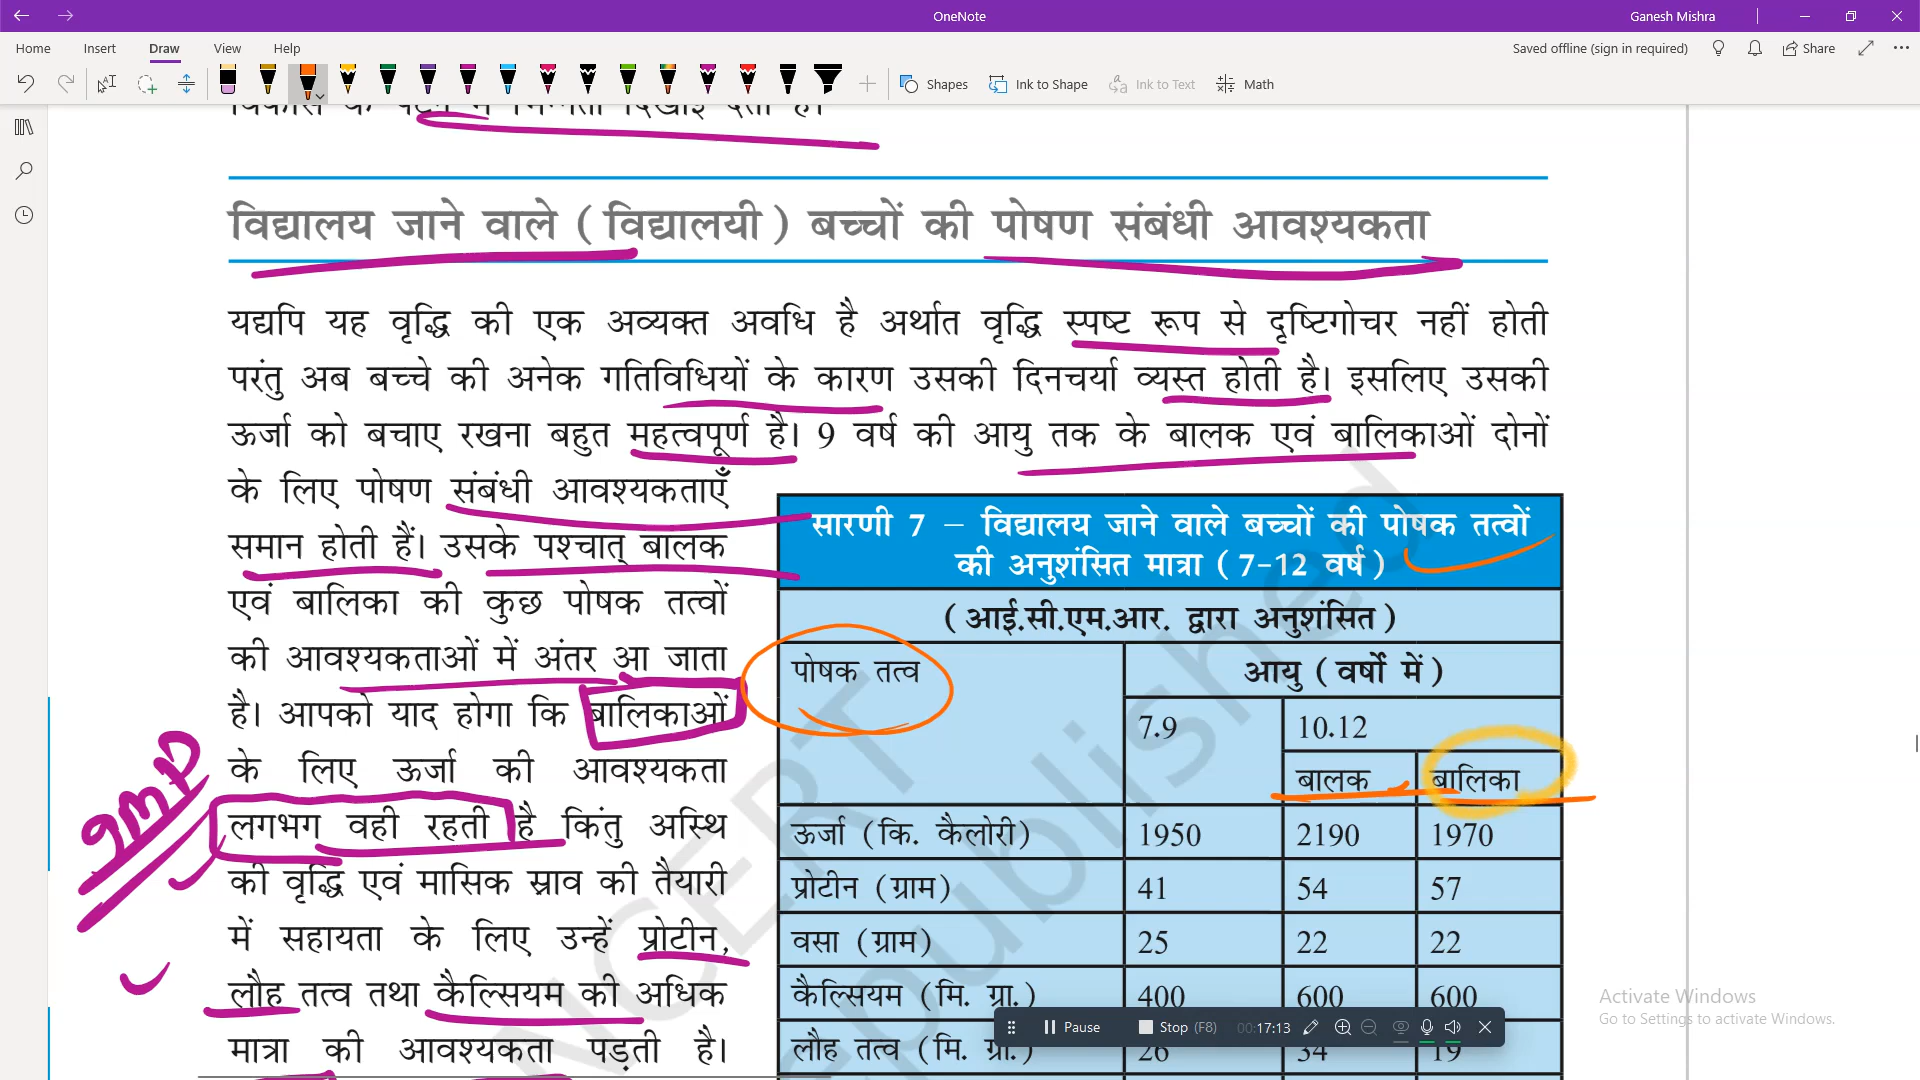 OneNote
Ganesh Mishra
Home Insert Draw View Help
Saved offline (sign in required) Share
Shapes Ink to Shape Ink to Text Math
विद्यालय जाने वाले (विद्यालयी) बच्चों की पोषण संबंधी आवश्यकता
यद्यपि यह वृद्धि की एक अव्यक्त अवधि है अर्थात वृद्धि स्पष्ट रूप से दृष्टिगोचर नहीं होती
परंतु अब बच्चे की अनेक गतिविधियों के कारण उसकी दिनचर्या व्यस्त होती है। इसलिए उसकी
ऊर्जा को बचाए रखना बहुत महत्वपूर्ण है। 9 वर्ष की आयु तक के बालक एवं बालिकाओं दोनों
के लिए पोषण संबंधी आवश्यकताएँ
समान होती हैं। उसके पश्चात् बालक
एवं बालिका की कुछ पोषक तत्वों
की आवश्यकताओं में अंतर आ जाता
है। आपको याद होगा कि बालिकाओं
के लिए ऊर्जा की आवश्यकता
लगभग वही रहती है किंतु अस्थि
की वृद्धि एवं मासिक स्राव की तैयारी
में सहायता के लिए उन्हें प्रोटीन,
लौह तत्व तथा कैल्सियम की अधिक
मात्रा की आवश्यकता पड़ती है।
Imp
सारणी 7 – विद्यालय जाने वाले बच्चों की पोषक तत्वों
की अनुशंसित मात्रा (7-12 वर्ष)
(आई.सी.एम.आर. द्वारा अनुशंसित)
पोषक तत्व आयु (वर्षों में)
7.9 10.12
बालक बालिका
ऊर्जा (कि. कैलोरी) 1950 2190 1970
प्रोटीन (ग्राम) 41 54 57
वसा (ग्राम) 25 22 22
कैल्सियम (मि. ग्रा.) 400 600 600
लौह तत्व (मि. ग्रा.) 26 34 19
NCERT
Pause Stop (F8) 00:17:13
Activate Windows
Go to Settings to activate Windows.